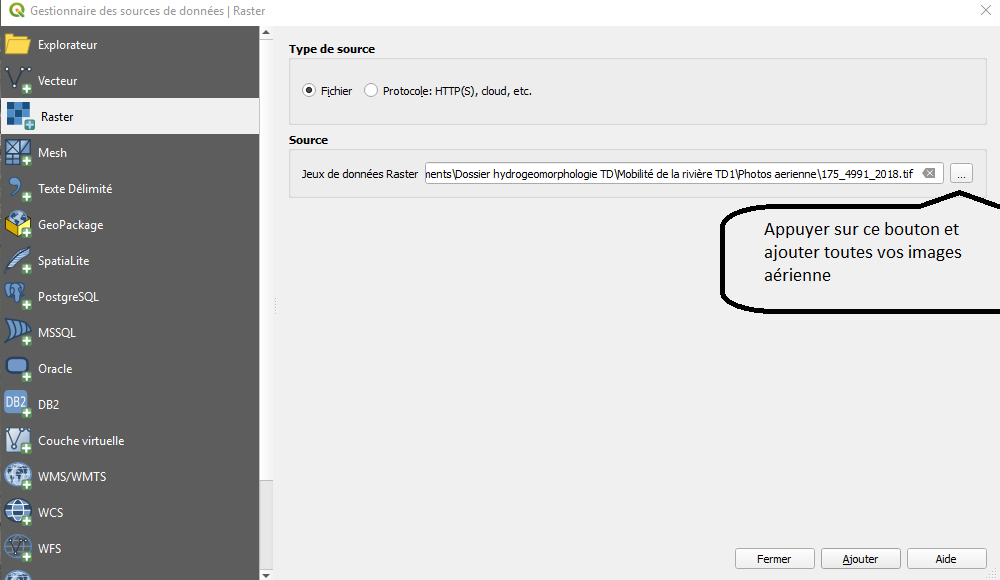 Gestionnaire des sources de données | Raster
Explorateur
Vecteur
Raster
Mesh
Texte Délimité
GeoPackage
SpatiaLite
PostgreSQL
MSSQL
Oracle
DB2
DB2
Couche virtuelle
WMS/WMTS
WCS
WFS
Type de source
Fichier
Protocole: HTTP(S), cloud, etc.
Source
Jeux de données Raster
ments\Dossier hydrogeomorphologie TD\Mobilité de la rivière TD1\Photos aerienne\175_4991_2018.tif
...
Appuyer sur ce bouton et
ajouter toutes vos images
aérienne
Fermer
Ajouter
Aide